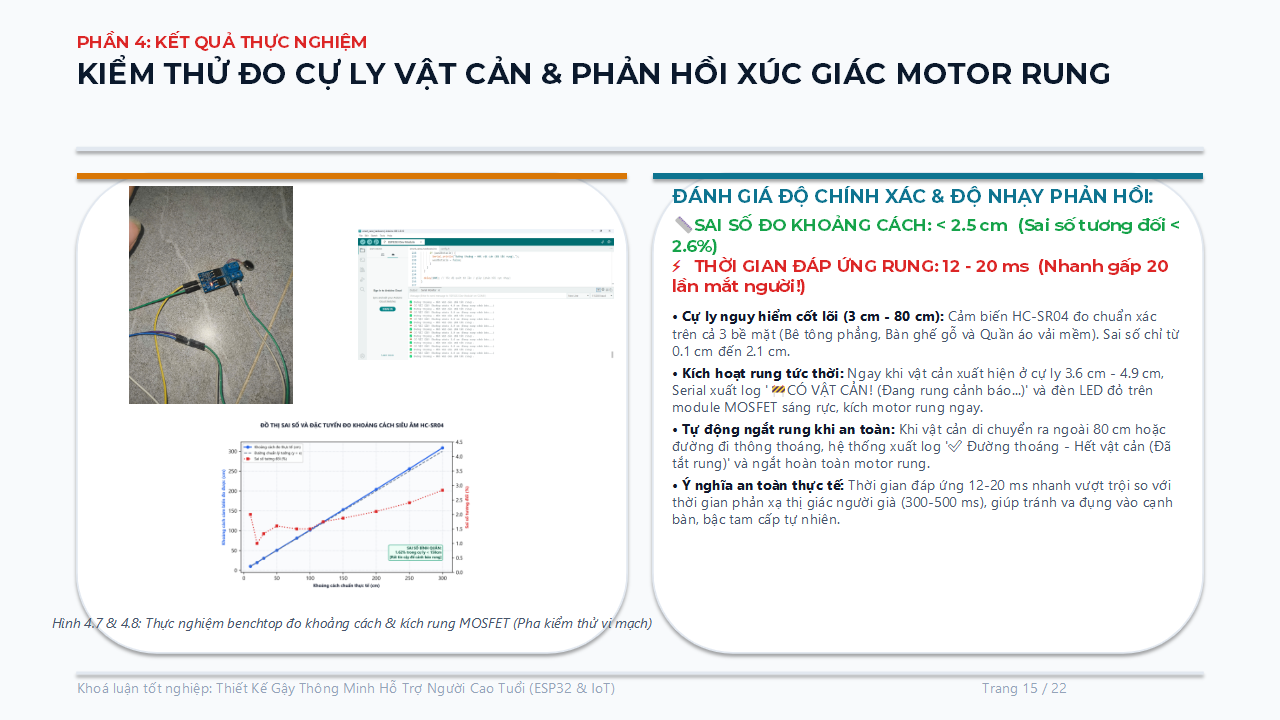 PHẦN 4: KẾT QUẢ THỰC NGHIỆM
KIỂM THỬ ĐO CỰ LY VẬT CẢN & PHẢN HỒI XÚC GIÁC MOTOR RUNG
ĐỒ THỊ SAI SỐ VÀ ĐẶC TUYẾN ĐO KHOẢNG CÁCH SIÊU ÂM HC-SR04
Khoảng cách chuẩn thực tế (cm)
Hình 4.7 & 4.8: Thực nghiệm benchtop đo khoảng cách & kích rung MOSFET (Pha kiểm thử vi mạch)
ĐÁNH GIÁ ĐỘ CHÍNH XÁC & ĐỘ NHẠY PHẢN HỒI:
📏SAI SỐ ĐO KHOẢNG CÁCH: < 2.5 cm (Sai số tương đối <
2.6%)
⚡ THỜI GIAN ĐÁP ỨNG RUNG: 12 - 20 ms (Nhanh gấp 20
lần mắt người!)
• Cự ly nguy hiểm cốt lõi (3 cm - 80 cm): Cảm biến HC-SR04 đo chuẩn xác
trên cả 3 bề mặt (Bê tông phẳng, Bàn ghế gỗ và Quần áo vải mềm). Sai số chỉ từ
0.1 cm đến 2.1 cm.
• Kích hoạt rung tức thời: Ngay khi vật cản xuất hiện ở cự ly 3.6 cm - 4.9 cm,
Serial xuất log '🚧CÓ VẬT CẢN! (Đang rung cảnh báo...)' và đèn LED đỏ trên
module MOSFET sáng rực, kích motor rung ngay.
• Tự động ngắt rung khi an toàn: Khi vật cản di chuyển ra ngoài 80 cm hoặc
đường đi thông thoáng, hệ thống xuất log '✅ Đường thoáng - Hết vật cản (Đã
tắt rung)' và ngắt hoàn toàn motor rung.
• Ý nghĩa an toàn thực tế: Thời gian đáp ứng 12-20 ms nhanh vượt trội so với
thời gian phản xạ thị giác người già (300-500 ms), giúp tránh va đụng vào cạnh
bàn, bậc tam cấp tự nhiên.
Khoá luận tốt nghiệp: Thiết Kế Gậy Thông Minh Hỗ Trợ Người Cao Tuổi (ESP32 & IoT)
Trang 15 / 22